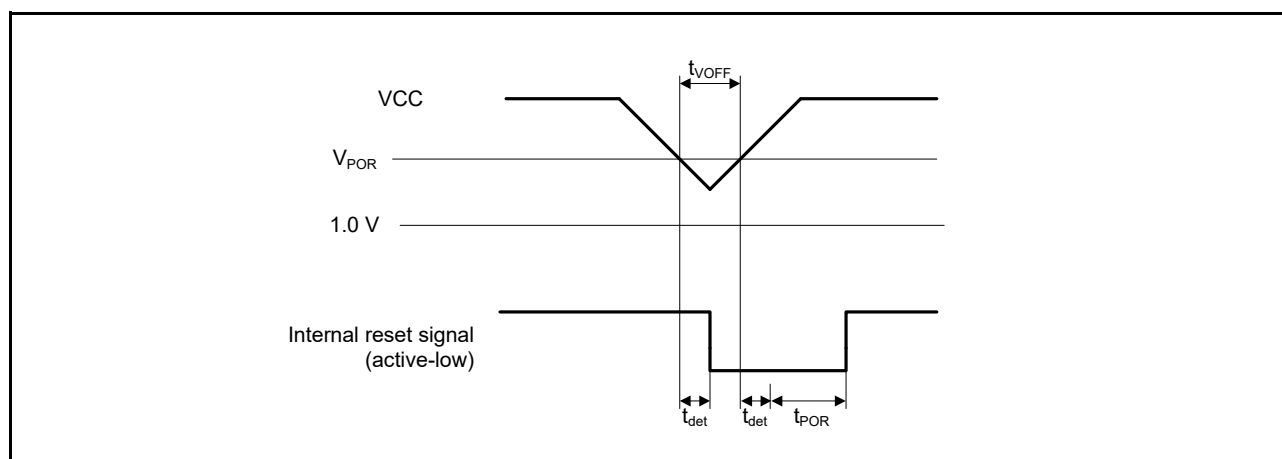 tVOFF
VCC
VPOR
1.0 V
Internal reset signal
(active-low)
tdet
tdet
tPOR